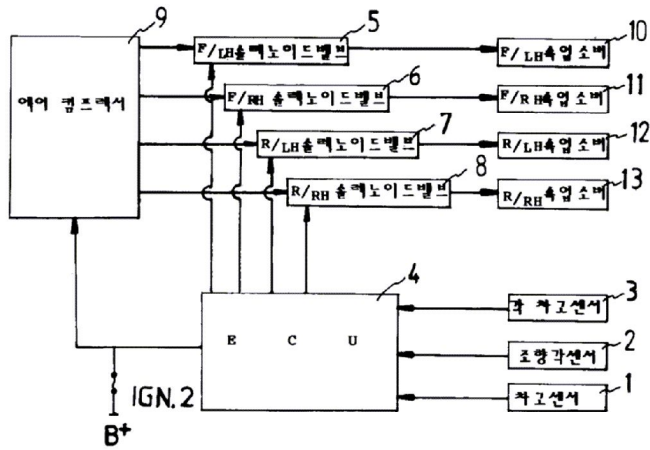 9
에어 컴프레서
F/LH솔레노이드밸브
5
F/LH쇽업소버
10
F/RH솔레노이드밸브
6
F/RH쇽업소버
11
R/LH솔레노이드밸브
7
R/LH쇽업소버
12
R/RH솔레노이드밸브
8
R/RH쇽업소버
13
4
E C U
각 차고센서
3
조향각센서
2
차고센서
1
IGN.2
B+